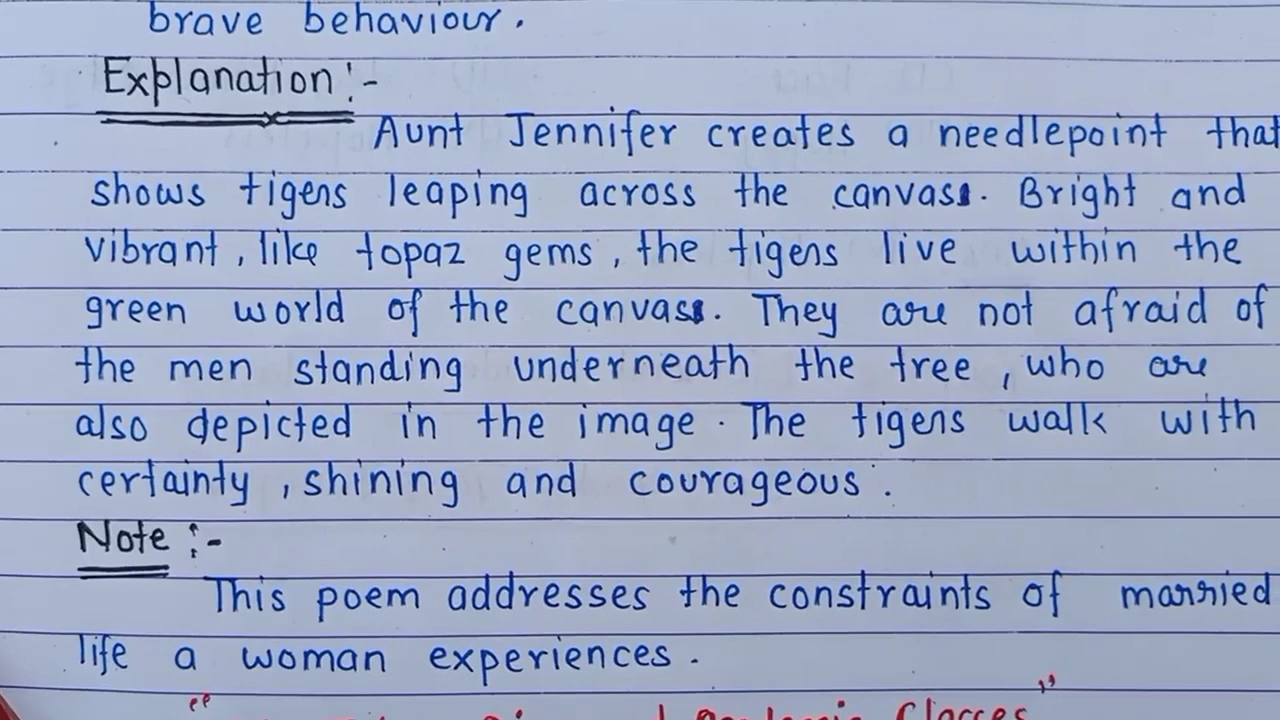 brave behaviour.
Explanation :-
Aunt Jennifer creates a needlepoint that
shows tigers leaping across the canvas. Bright and
vibrant, like topaz gems, the tigers live within the
green world of the canvas. They are not afraid of
the men standing underneath the tree, who are
also depicted in the image. The tigers walk with
certainty, shining and courageous.
Note :-
This poem addresses the constraints of married
life a woman experiences.
Classes